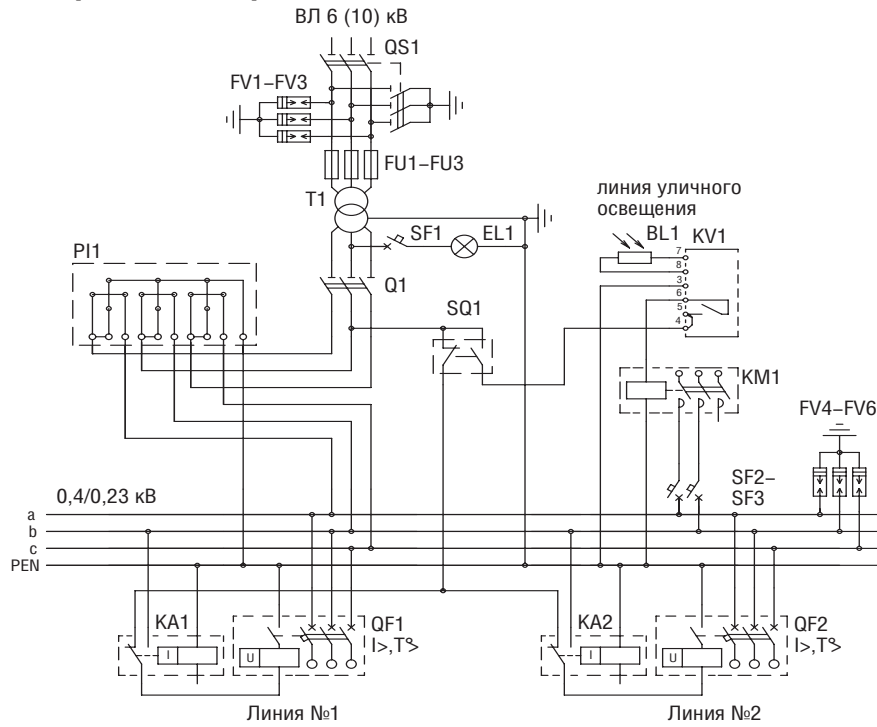 ВЛ 6 (10) кВ
QS1
FV1–FV3
FU1–FU3
T1
линия уличного
освещения
SF1
EL1
BL1
KV1
7
8
3
6
5
4
PI1
Q1
SQ1
KM1
FV4–FV6
SF2–
SF3
0,4/0,23 кВ
a
b
c
PEN
KA1
I
QF1
I>,T°>
U
KA2
I
QF2
I>,T°>
U
Линия №1
Линия №2